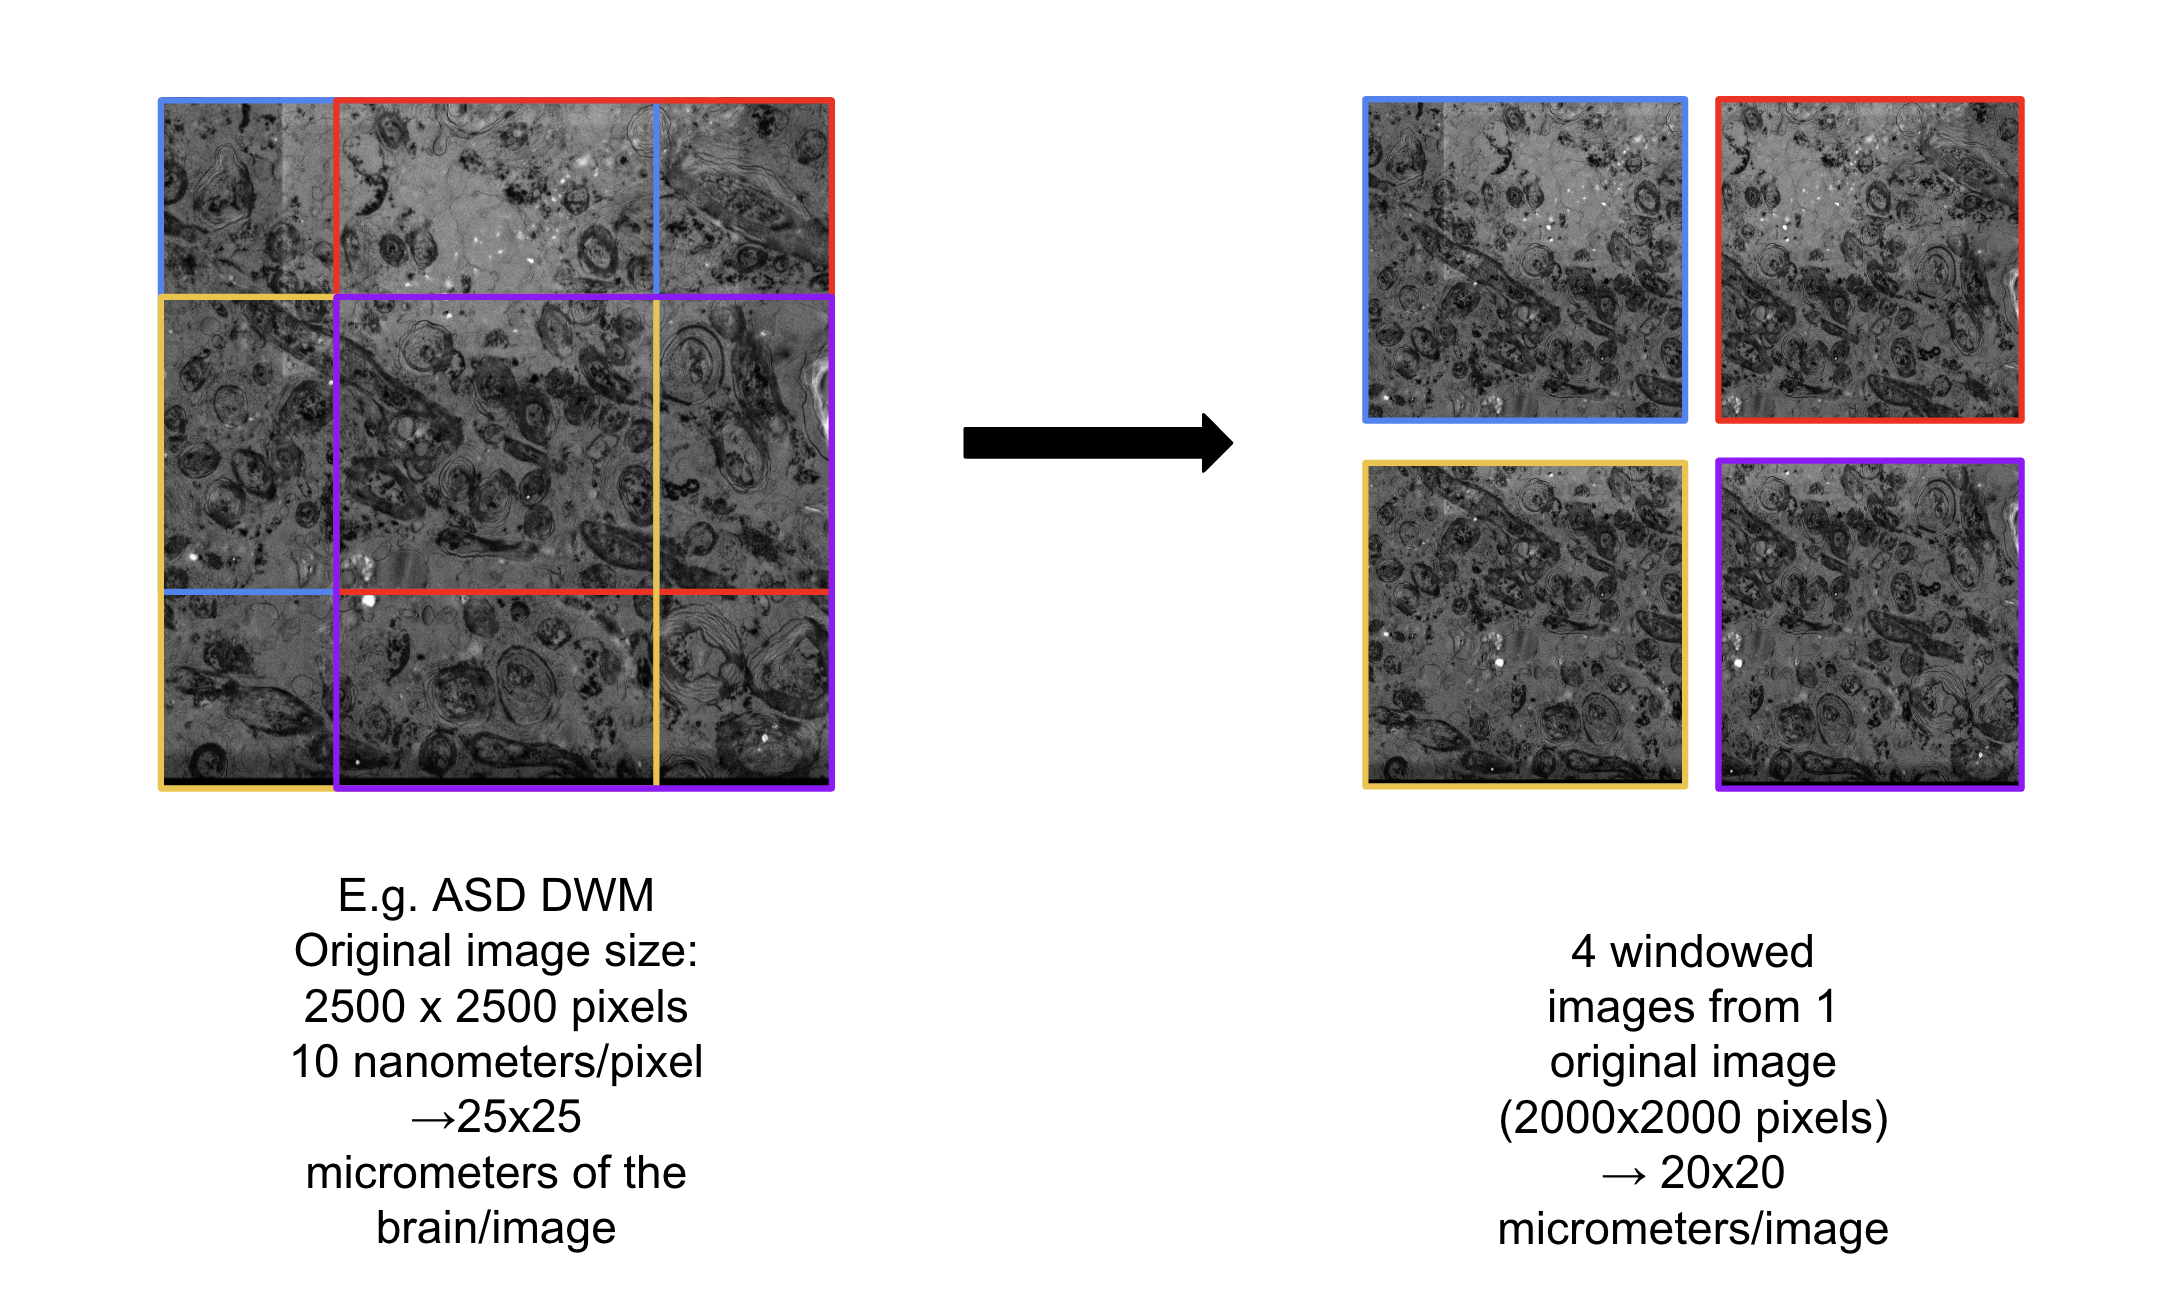 E.g. ASD DWM
Original image size:
2500 x 2500 pixels
10 nanometers/pixel
→25x25
micrometers of the
brain/image
4 windowed
images from 1
original image
(2000x2000 pixels)
→ 20x20
micrometers/image